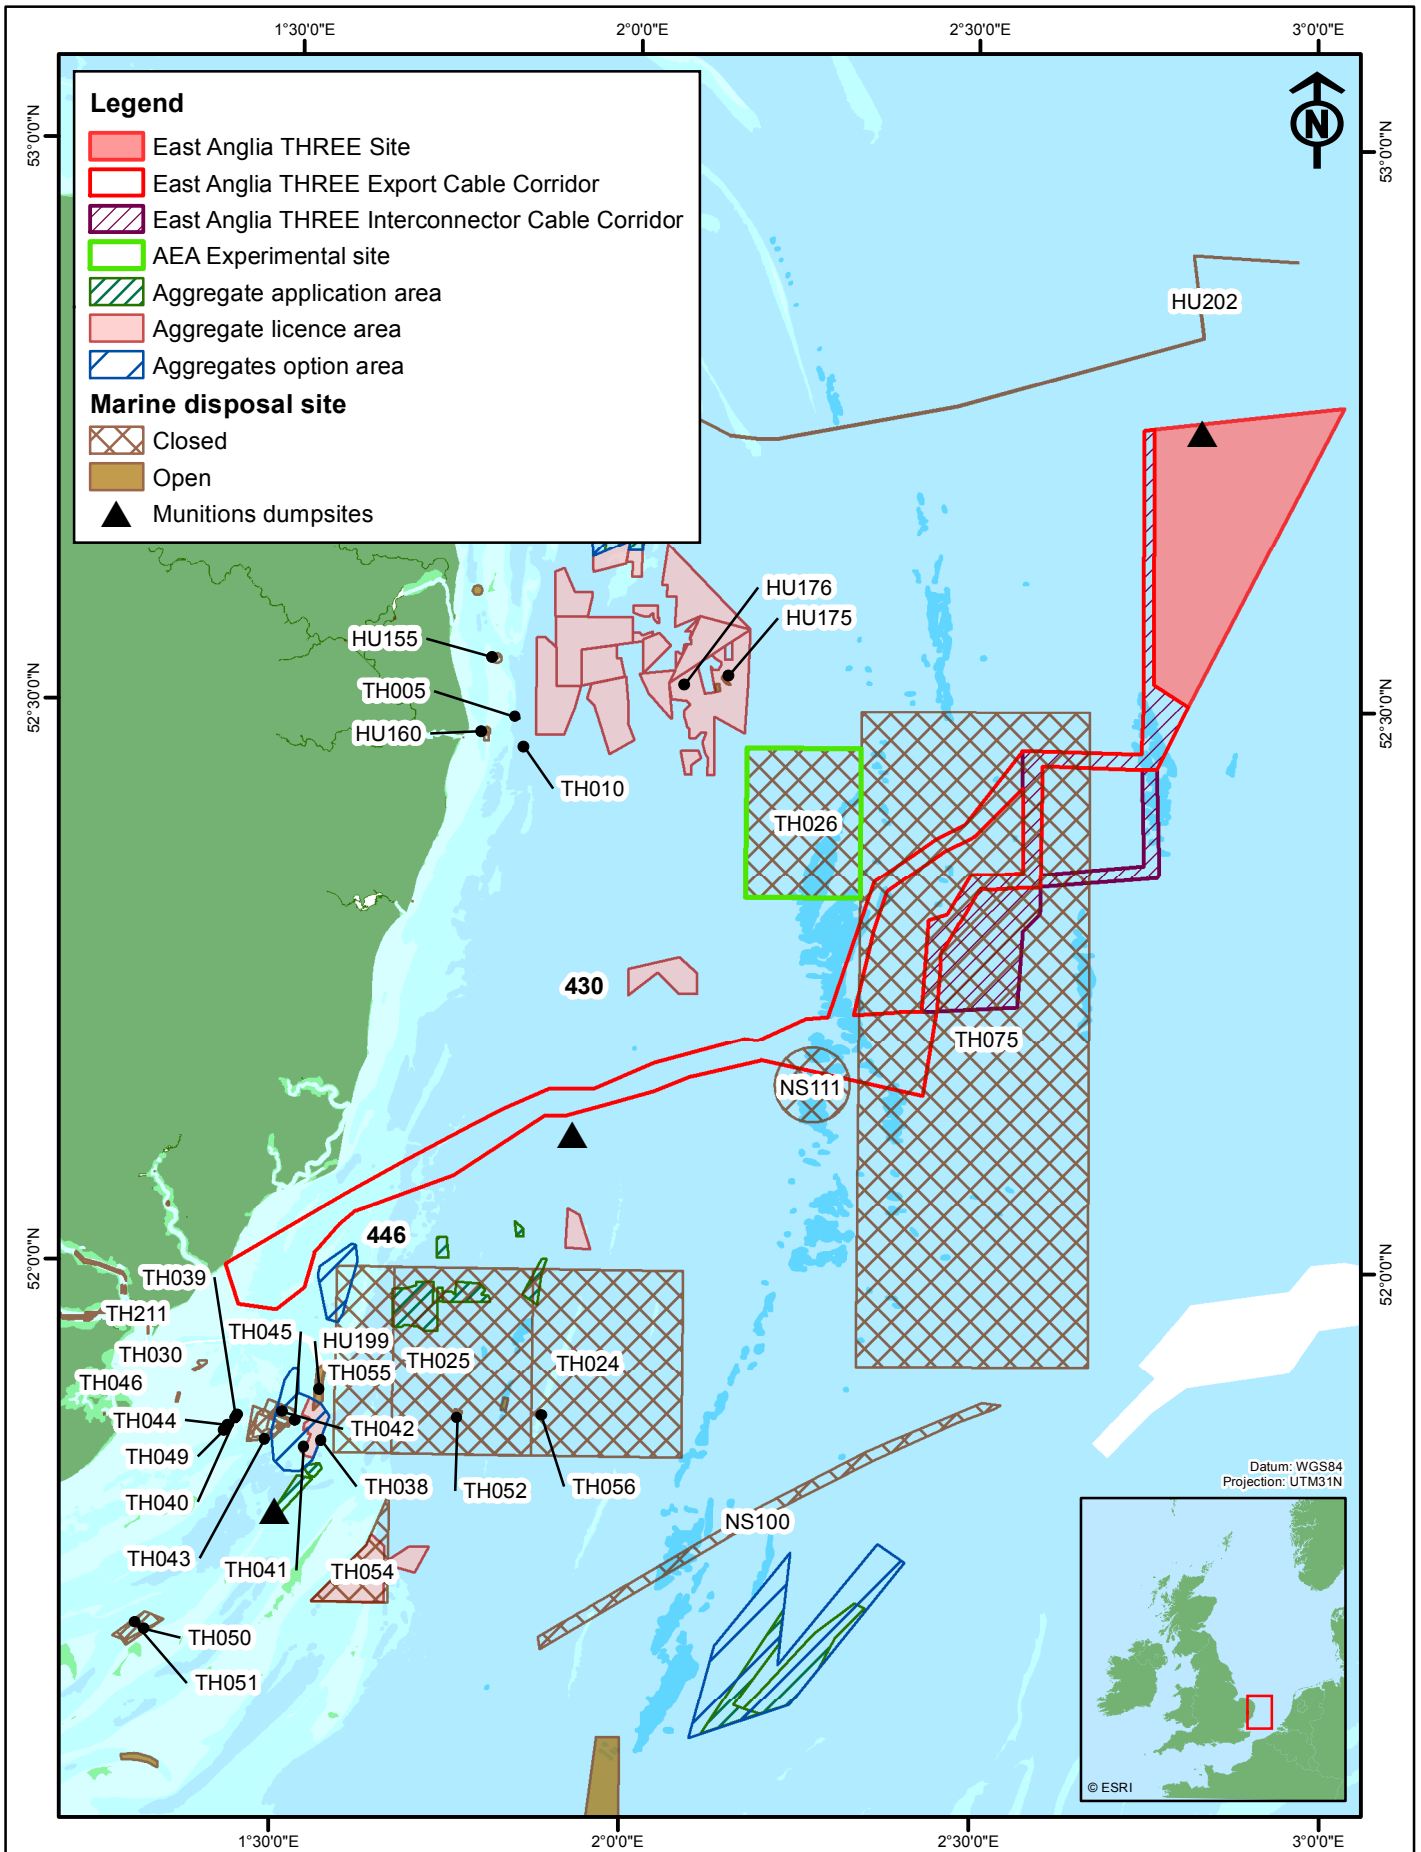 1°30'0"E
2°0'0"E
2°30'0"E
3°0'0"E
53°0'0"N
53°0'0"N
Legend
East Anglia THREE Site
East Anglia THREE Export Cable Corridor
East Anglia THREE Interconnector Cable Corridor
AEA Experimental site
Aggregate application area
Aggregate licence area
Aggregates option area
Marine disposal site
Closed
Open
Munitions dumpsites
N
HU202
HU176
HU175
HU155
TH005
HU160
TH010
52°30'0"N
52°30'0"N
TH026
430
TH075
NS111
446
52°0'0"N
52°0'0"N
TH039
TH211
TH045
HU199
TH030
TH025
TH024
TH055
TH046
TH044
TH042
TH049
TH038
TH052
TH056
TH040
NS100
TH043
TH041
TH054
TH050
TH051
Datum: WGS84
Projection: UTM31N
© ESRI
1°30'0"E
2°0'0"E
2°30'0"E
3°0'0"E